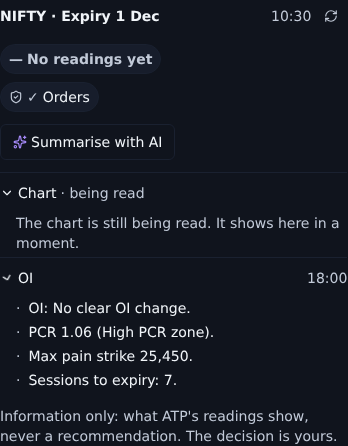 NIFTY · Expiry 1 Dec 10:30
— No readings yet
✓ Orders
Summarise with AI
Chart · being read
The chart is still being read. It shows here in a
moment.
OI 18:00
· OI: No clear OI change.
· PCR 1.06 (High PCR zone).
· Max pain strike 25,450.
· Sessions to expiry: 7.
Information only: what ATP's readings show,
never a recommendation. The decision is yours.